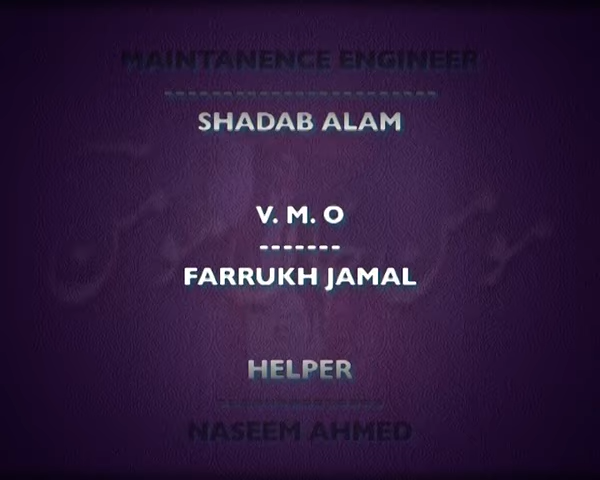 MAINTANENCE ENGINEER
-----------------------
SHADAB ALAM
V. M. O
-------
FARRUKH JAMAL
HELPER
--------------
NASEEM AHMED